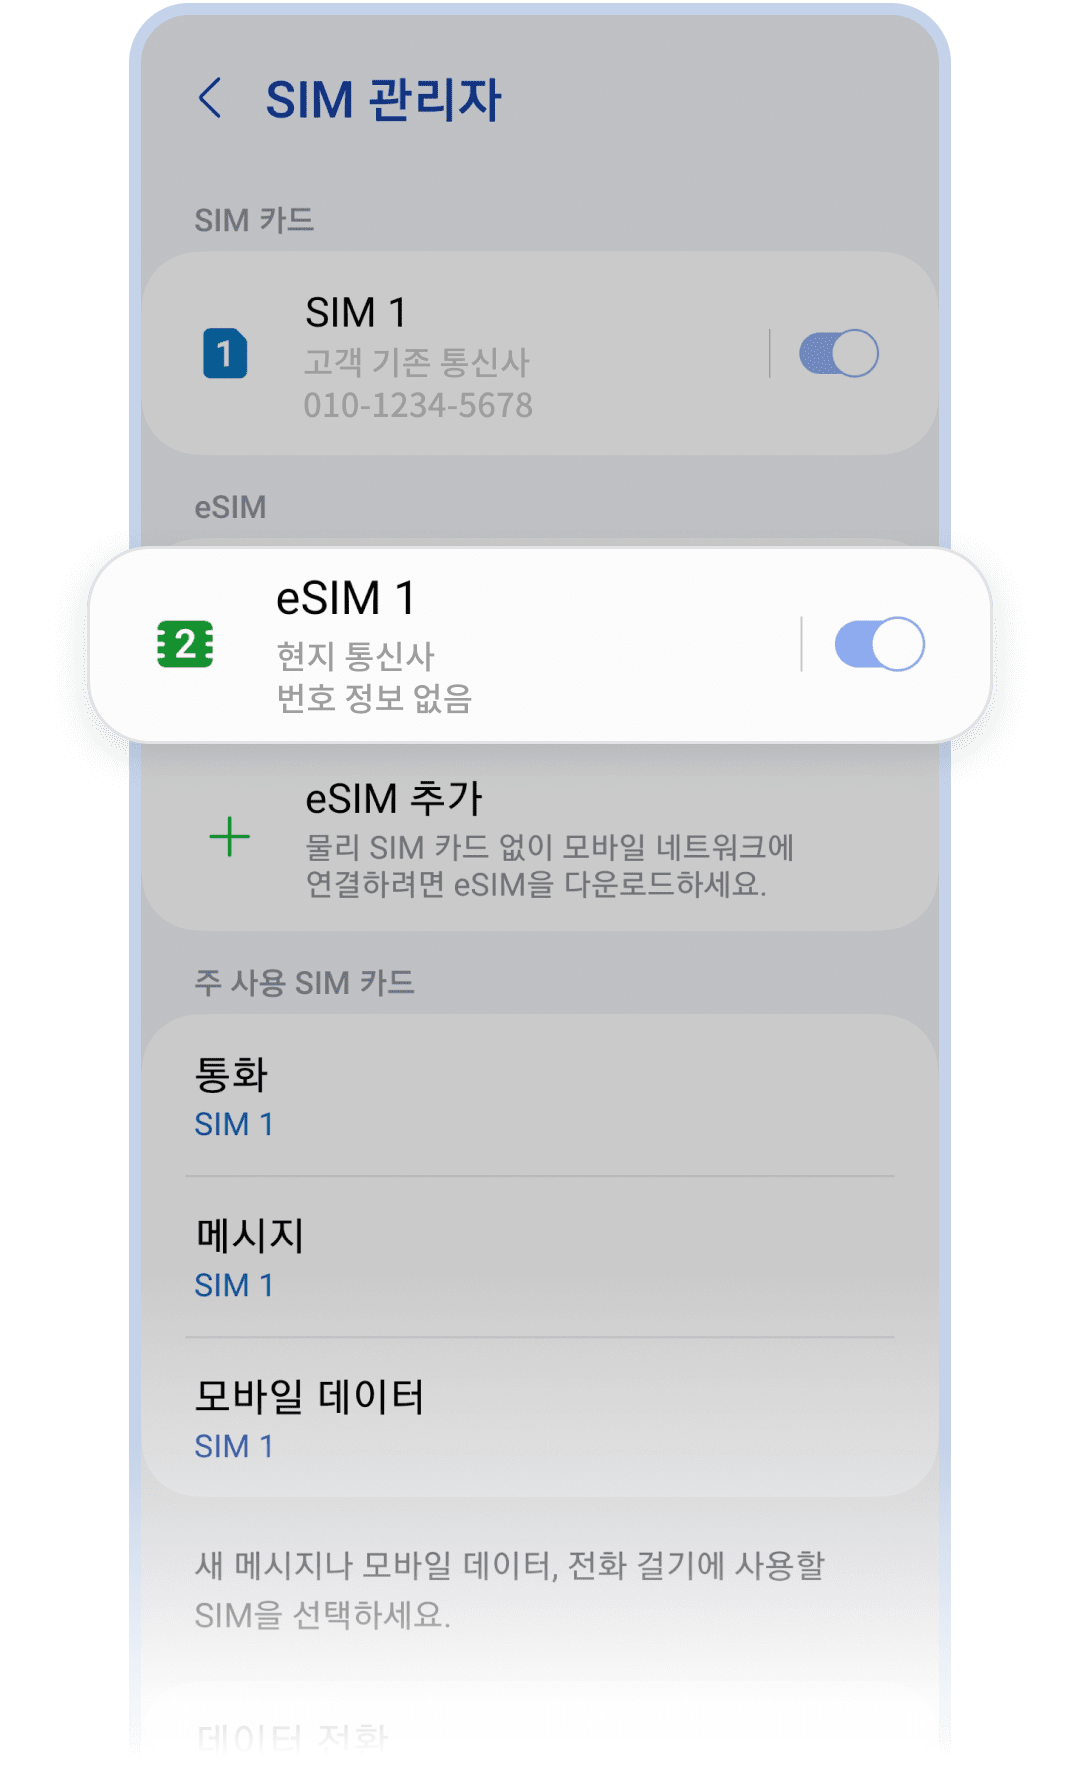 SIM 관리자
SIM 카드
1
SIM 1
고객 기존 통신사
010-1234-5678
eSIM
2
eSIM 1
현지 통신사
번호 정보 없음
eSIM 추가
물리 SIM 카드 없이 모바일 네트워크에
연결하려면 eSIM을 다운로드하세요.
주 사용 SIM 카드
통화
SIM 1
메시지
SIM 1
모바일 데이터
SIM 1
새 메시지나 모바일 데이터, 전화 걸기에 사용할
SIM을 선택하세요.
데이터 전환